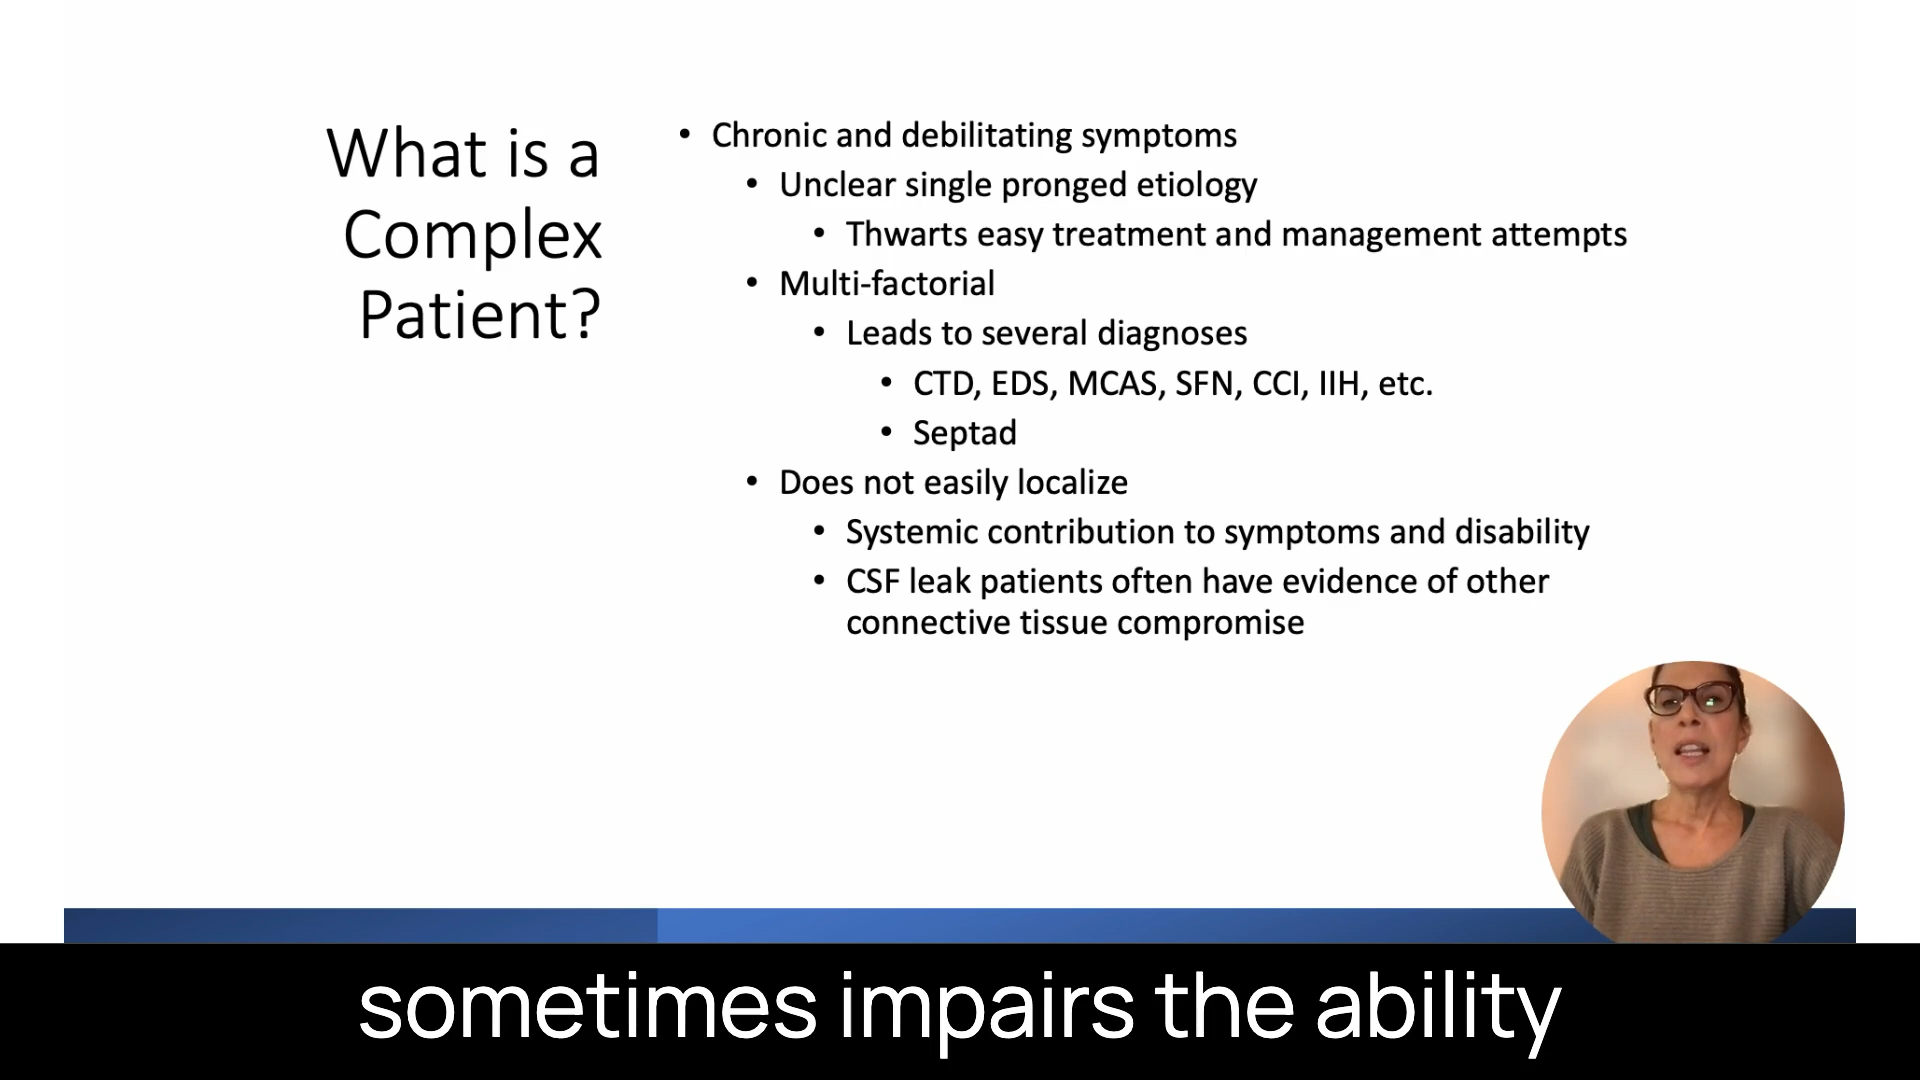 What is a
Complex
Patient?
• Chronic and debilitating symptoms
• Unclear single pronged etiology
• Thwarts easy treatment and management attempts
• Multi-factorial
• Leads to several diagnoses
• CTD, EDS, MCAS, SFN, CCI, IIH, etc.
• Septad
• Does not easily localize
• Systemic contribution to symptoms and disability
• CSF leak patients often have evidence of other
connective tissue compromise
sometimes impairs the ability